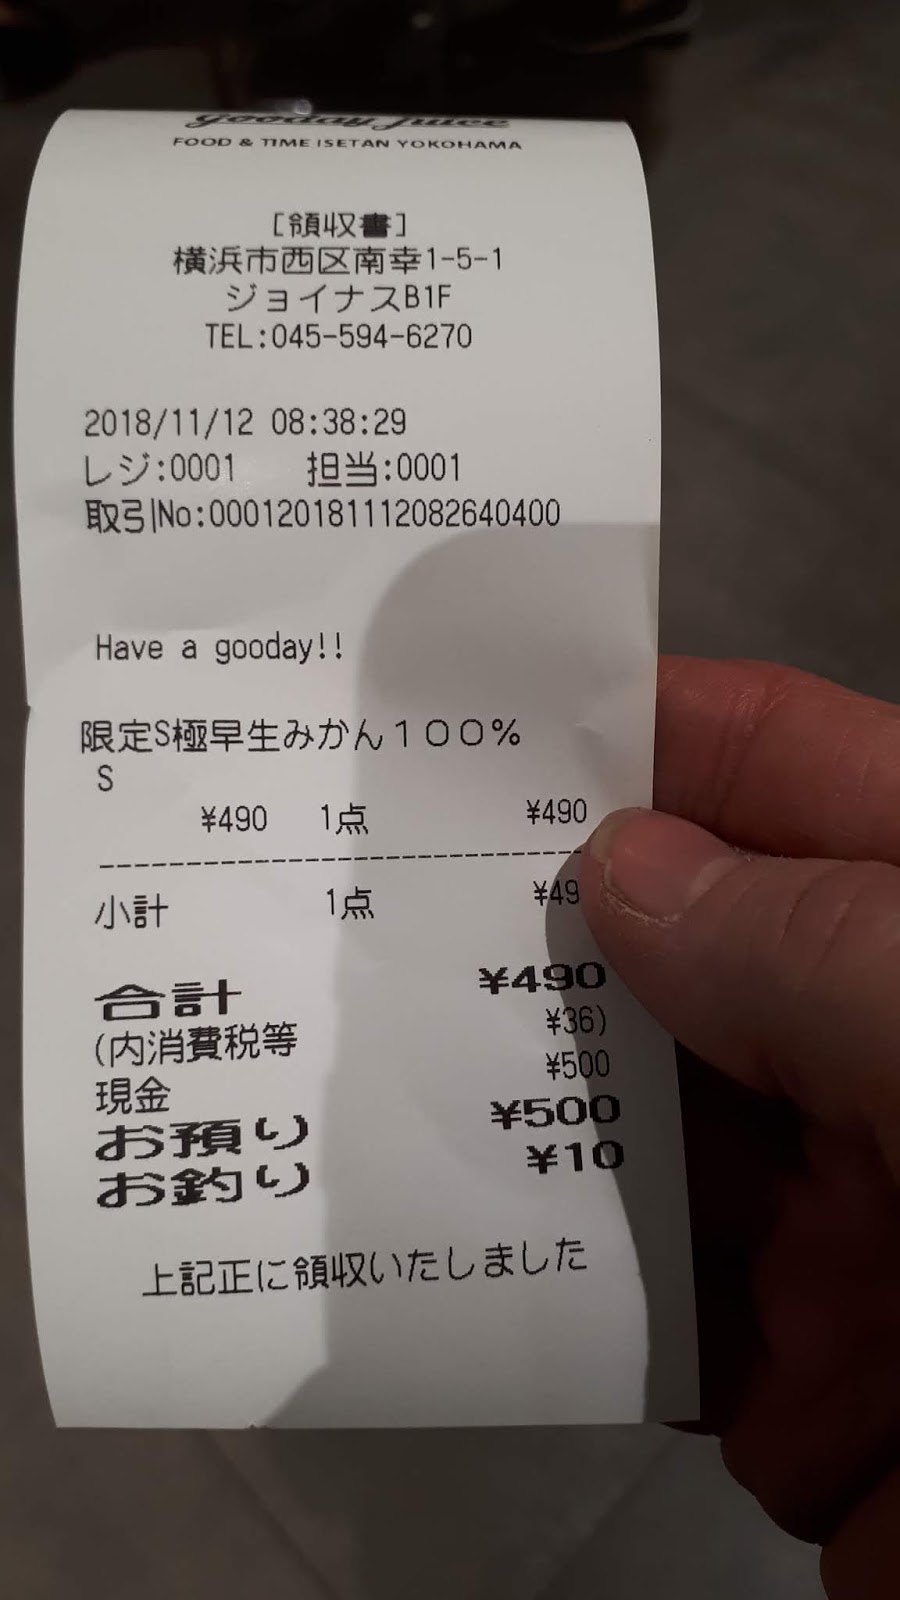 gooday juice
FOOD & TIME ISETAN YOKOHAMA
[領収書]
横浜市西区南幸1-5-1
ジョイナスB1F
TEL:045-594-6270
2018/11/12 08:38:29
レジ:0001 担当:0001
取引No:0001201811112082640400
Have a gooday!!
限定S極早生みかん１００％
S
¥490 1点 ¥490
小計 1点 ¥49
合計 ¥490
(内消費税等 ¥36)
現金 ¥500
お預り ¥500
お釣り ¥10
上記正に領収いたしました